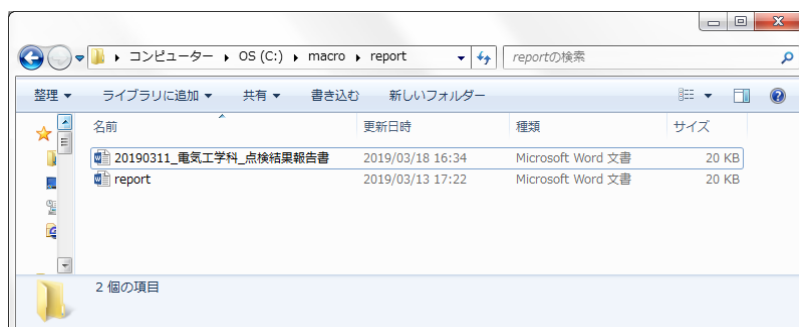 コンピューター ▸ OS (C:) ▸ macro ▸ report reportの検索
整理 ライブラリに追加 共有 書き込む 新しいフォルダー
名前 更新日時 種類 サイズ
20190311_電気工学科_点検結果報告書 2019/03/18 16:34 Microsoft Word 文書 20 KB
report 2019/03/13 17:22 Microsoft Word 文書 20 KB
2 個の項目